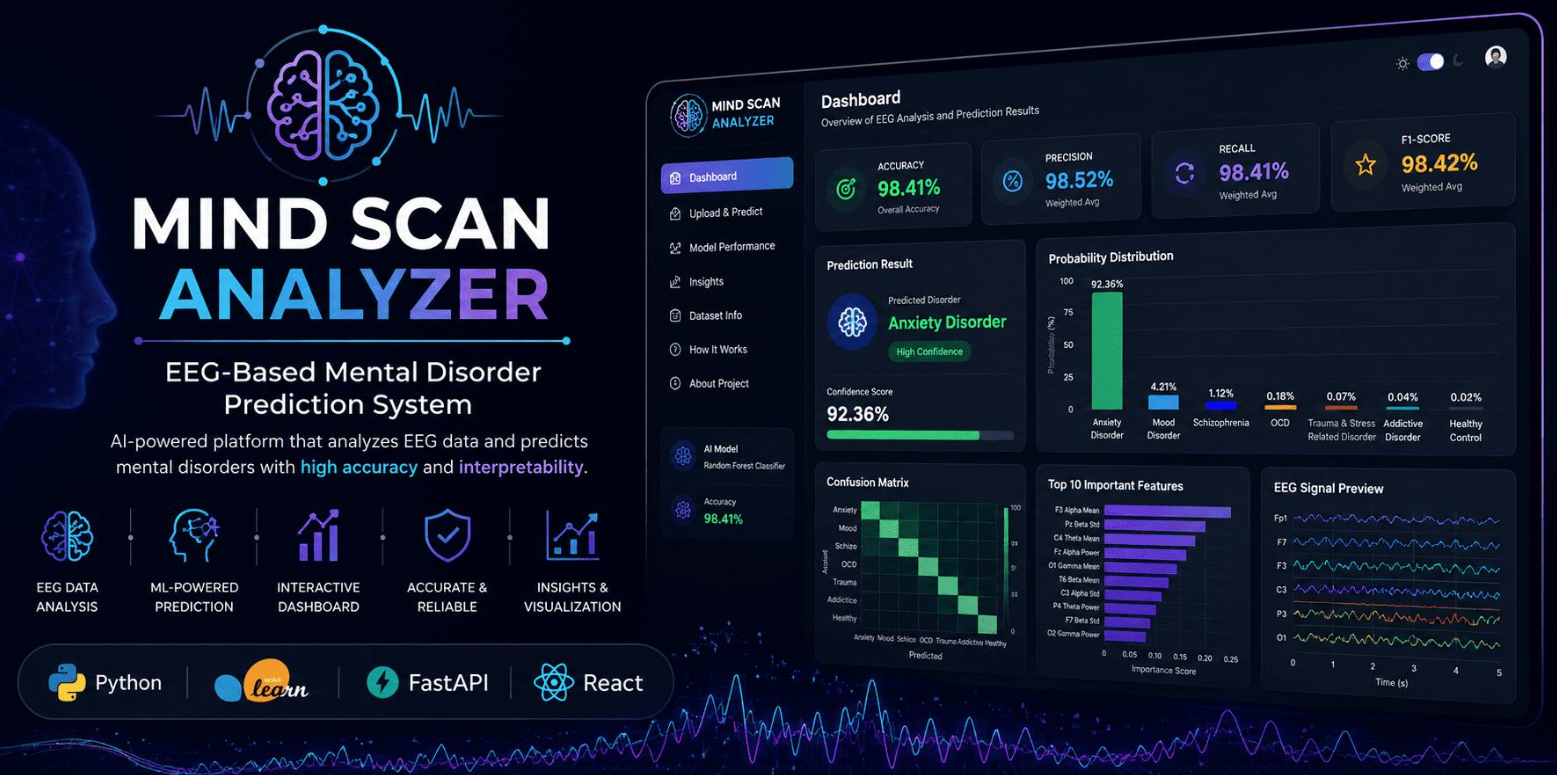 MIND SCAN
ANALYZER
EEG-Based Mental Disorder
Prediction System
AI-powered platform that analyzes EEG data and predicts
mental disorders with high accuracy and interpretability.
EEG DATA
ANALYSIS
ML-POWERED
PREDICTION
INTERACTIVE
DASHBOARD
ACCURATE &
RELIABLE
INSIGHTS &
VISUALIZATION
Python
learn
FastAPI
React
MIND SCAN
ANALYZER
Dashboard
Upload & Predict
Model Performance
Insights
Dataset Info
How It Works
About Project
AI Model
Random Forest Classifier
Accuracy
98.41%
Dashboard
Overview of EEG Analysis and Prediction Results
ACCURACY
98.41%
Overall Accuracy
PRECISION
98.52%
Weighted Avg
RECALL
98.41%
Weighted Avg
F1-SCORE
98.42%
Weighted Avg
Prediction Result
Predicted Disorder
Anxiety Disorder
High Confidence
Confidence Score
92.36%
Probability Distribution
100
75
50
25
0
92.36%
4.21%
1.12%
0.18%
0.07%
0.04%
0.02%
Anxiety
Disorder
Mood
Disorder
Schizophrenia
OCD
Trauma & Stress
Related Disorder
Addictive
Disorder
Healthy
Control
Confusion Matrix
Anxiety
Mood
Schize
OCD
Trauma
Addictice
Healthy
100
0
Anxiety Mood Schice OCD Trauma Addictive Healthy
Predicted
Top 10 Important Features
F3 Alpha Mean
Pz Beta Std
C4 Theta Mean
Fz Alpha Power
O1 Gamma Mean
T6 Beta Mean
C3 Alpha Std
P4 Theta Power
F7 Beta Std
O2 Gamma Power
0 0.05 0.10 0.15 0.20 0.25
Importance Score
EEG Signal Preview
Fp1
F7
F3
C3
P3
O1
0 1 2 3 4 5
Time (s)